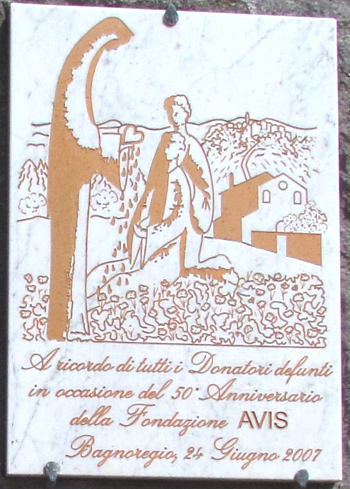 A ricordo di tutti i Donatori defunti
in occasione del 50° Anniversario
della Fondazione AVIS
Bagnoregio, 24 Giugno 2007